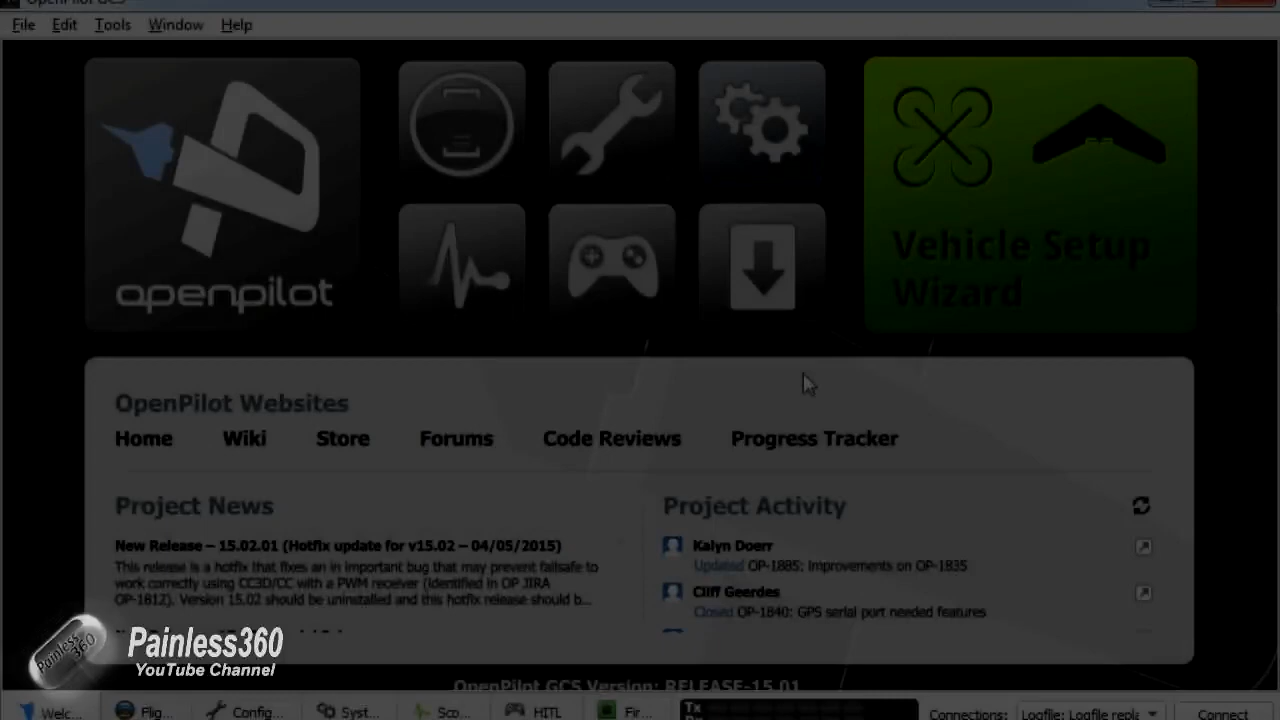 OpenPilot GCS
File Edit Tools Window Help
openpilot
Vehicle Setup
Wizard
OpenPilot Websites
Home Wiki Store Forums Code Reviews Progress Tracker
Project News
New Release – 15.02.01 (Hotfix update for v15.02 – 04/05/2015)
This release is a hotfix that fixes an important bug that may prevent failsafe to
work correctly using CC3D/CC with a PWM receiver (identified in OP JIRA
OP-1812). Version 15.02 should be uninstalled and this hotfix release should b...
Project Activity
Kalyn Doerr
Updated OP-1885: Improvements on OP-1835
Cliff Geerdes
Closed OP-1840: GPS serial port needed features
Painless360
Painless360
YouTube Channel
OpenPilot GCS Version: RELEASE-15.01
Welc... Flig... Config... Syst... Sco... HITL Fir... Tx Connections: Logfile: Logfile repla Connect